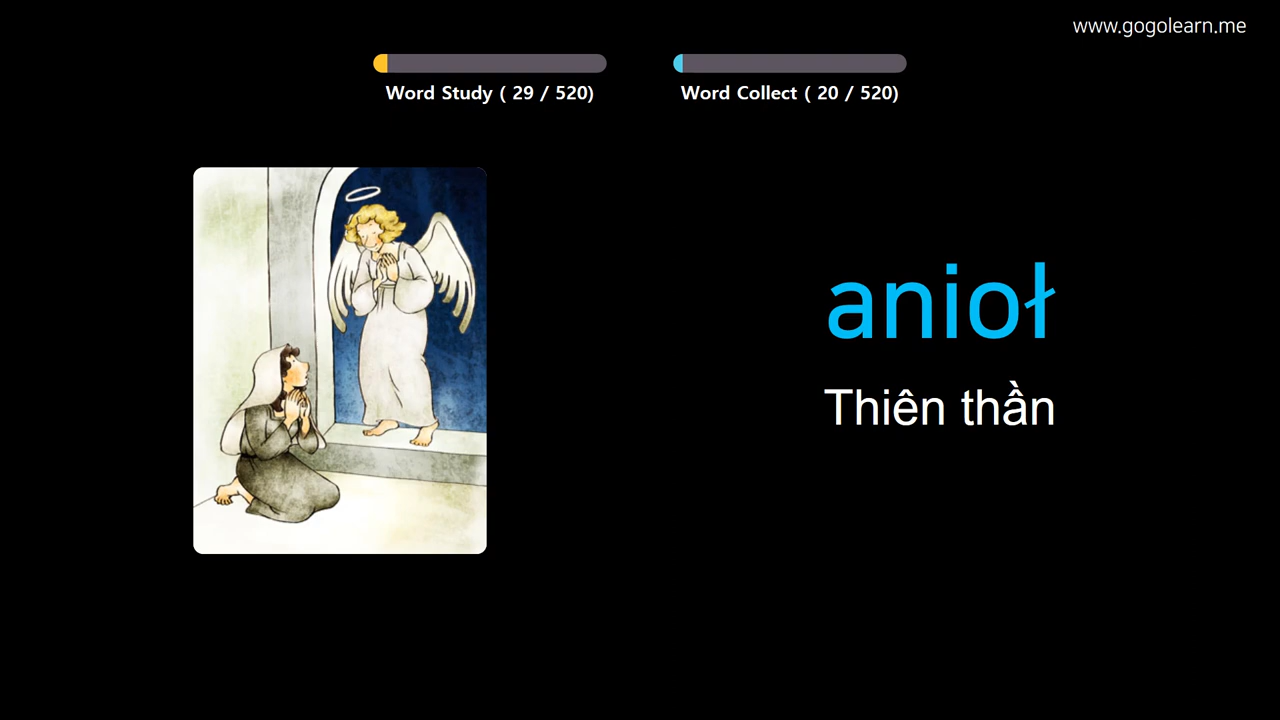 www.gogolearn.me
Word Study ( 29 / 520)
Word Collect ( 20 / 520)
anioł
Thiên thần